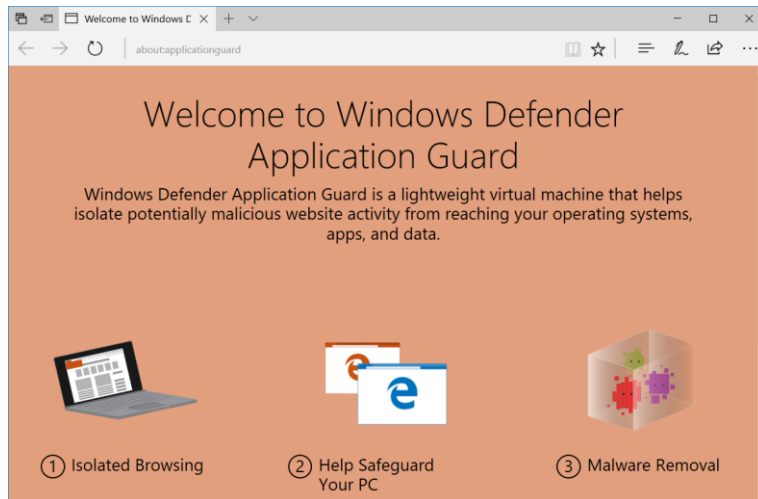 Welcome to Windows D
about:applicationguard
Welcome to Windows Defender
Application Guard
Windows Defender Application Guard is a lightweight virtual machine that helps
isolate potentially malicious website activity from reaching your operating systems,
apps, and data.
1 Isolated Browsing
2 Help Safeguard
Your PC
3 Malware Removal